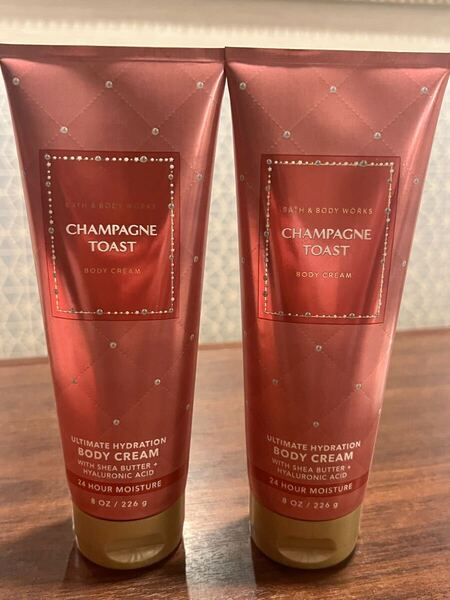 BATH & BODY WORKS
CHAMPAGNE
TOAST
BODY CREAM
ULTIMATE HYDRATION
BODY CREAM
WITH SHEA BUTTER +
HYALURONIC ACID
24 HOUR MOISTURE
8 OZ / 226 g
BATH & BODY WORKS
CHAMPAGNE
TOAST
BODY CREAM
ULTIMATE HYDRATION
BODY CREAM
WITH SHEA BUTTER +
HYALURONIC ACID
24 HOUR MOISTURE
8 OZ / 226 g